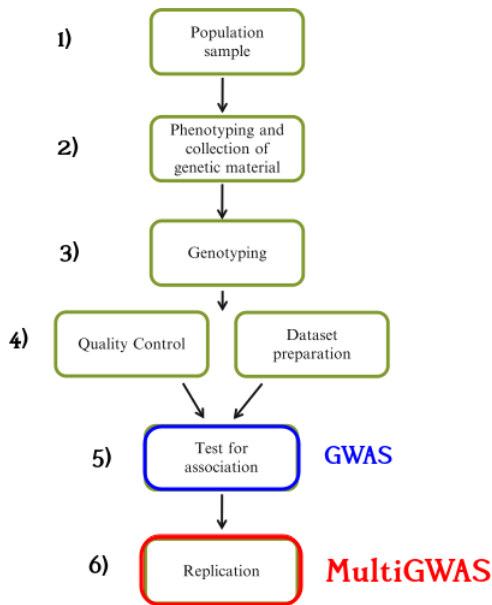 1)
Population
sample
2)
Phenotyping and
collection of
genetic material
3)
Genotyping
4)
Quality Control
Dataset
preparation
5)
Test for
association
GWAS
6)
Replication
MultiGWAS